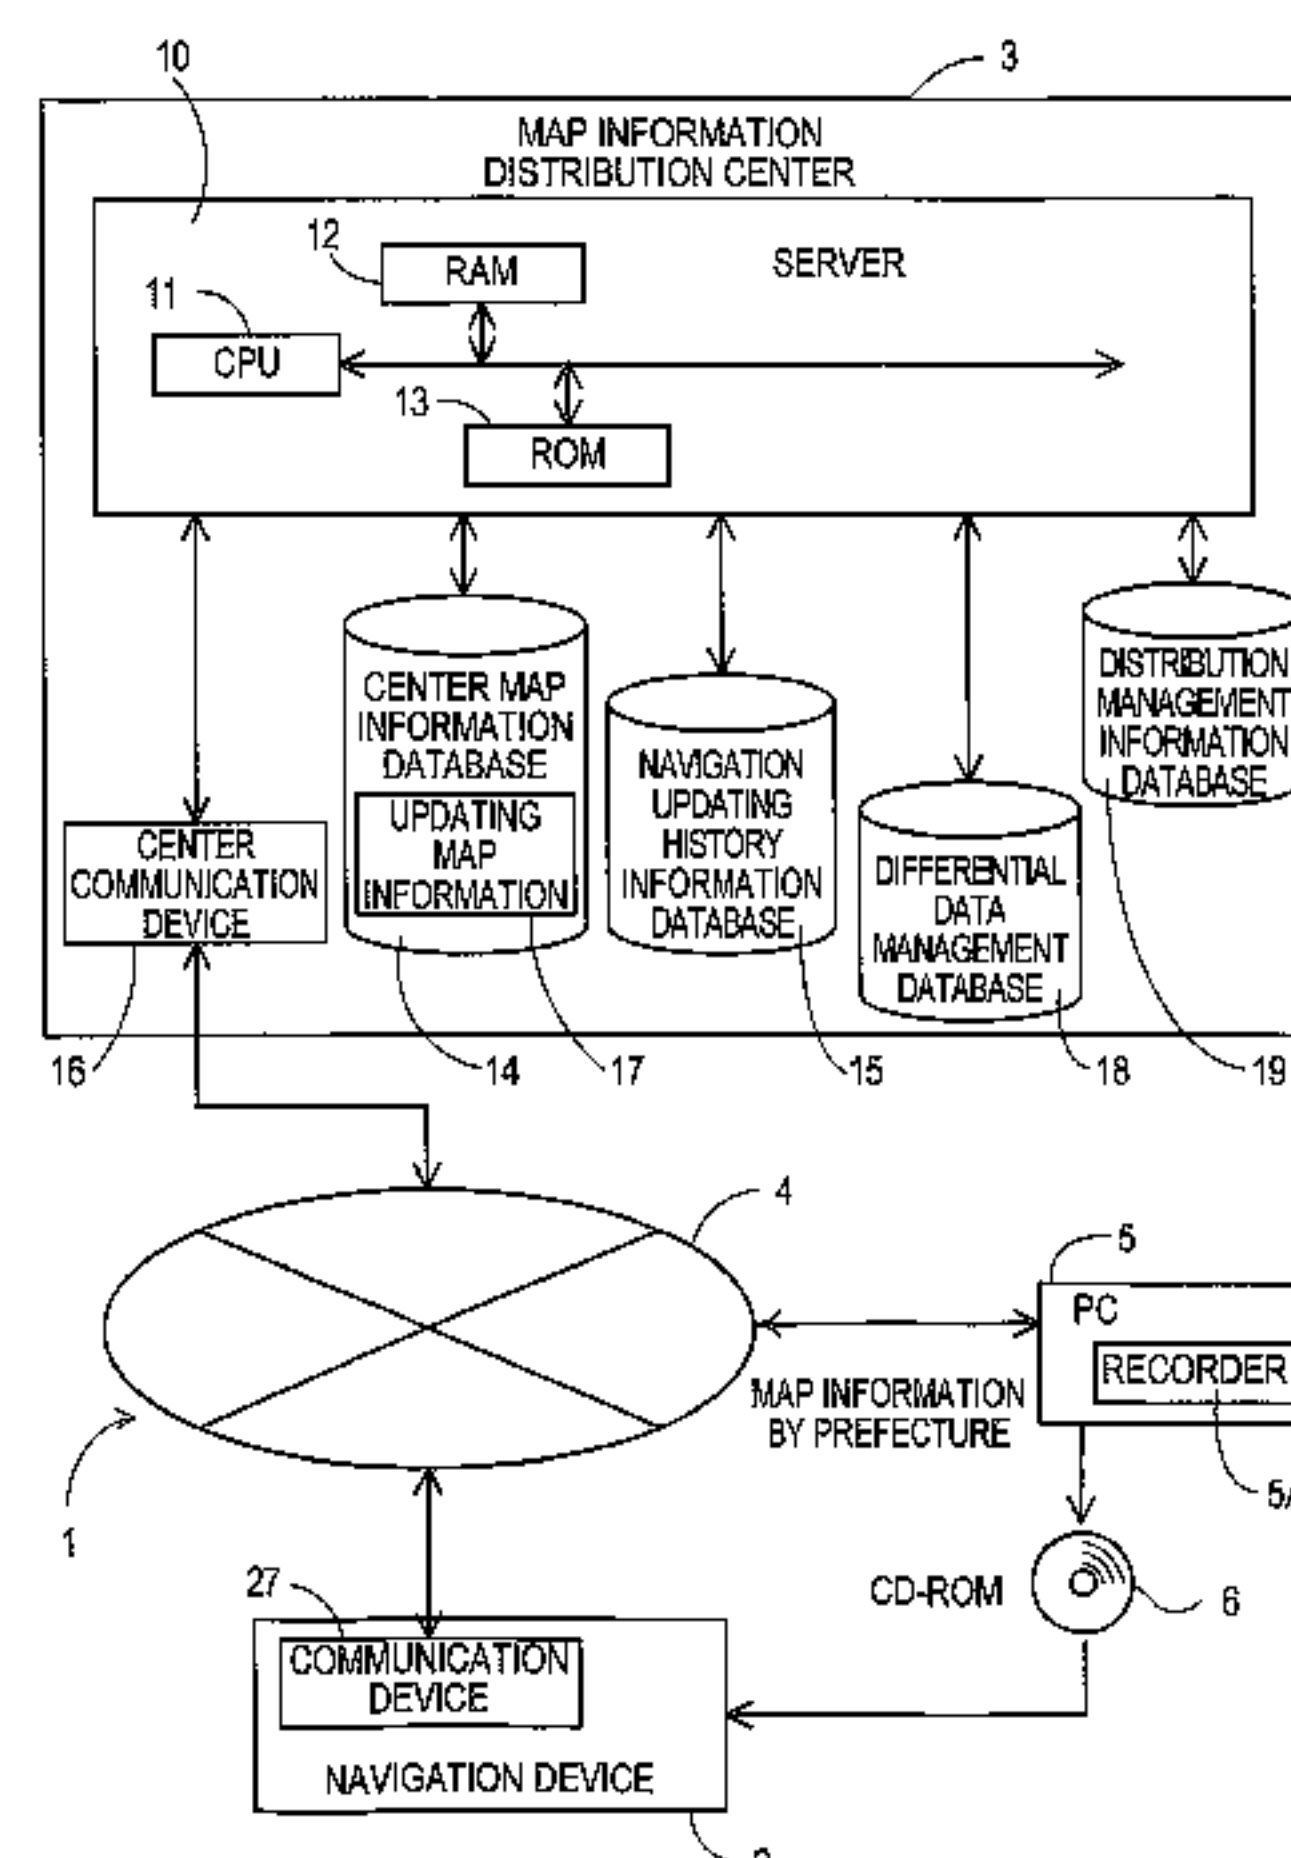 10
3
MAP INFORMATION
DISTRIBUTION CENTER
12
RAM
SERVER
11
CPU
13
ROM
CENTER MAP
INFORMATION
DATABASE
UPDATING
MAP
INFORMATION
NAVIGATION
UPDATING
HISTORY
INFORMATION
DATABASE
DISTRIBUTION
MANAGEMENT
INFORMATION
DATABASE
DIFFERENTIAL
DATA
MANAGEMENT
DATABASE
CENTER
COMMUNICATION
DEVICE
16
14
17
15
18
19
4
5
PC
RECORDER
MAP INFORMATION
BY PREFECTURE
1
27
CD-ROM
6
COMMUNICATION
DEVICE
NAVIGATION DEVICE